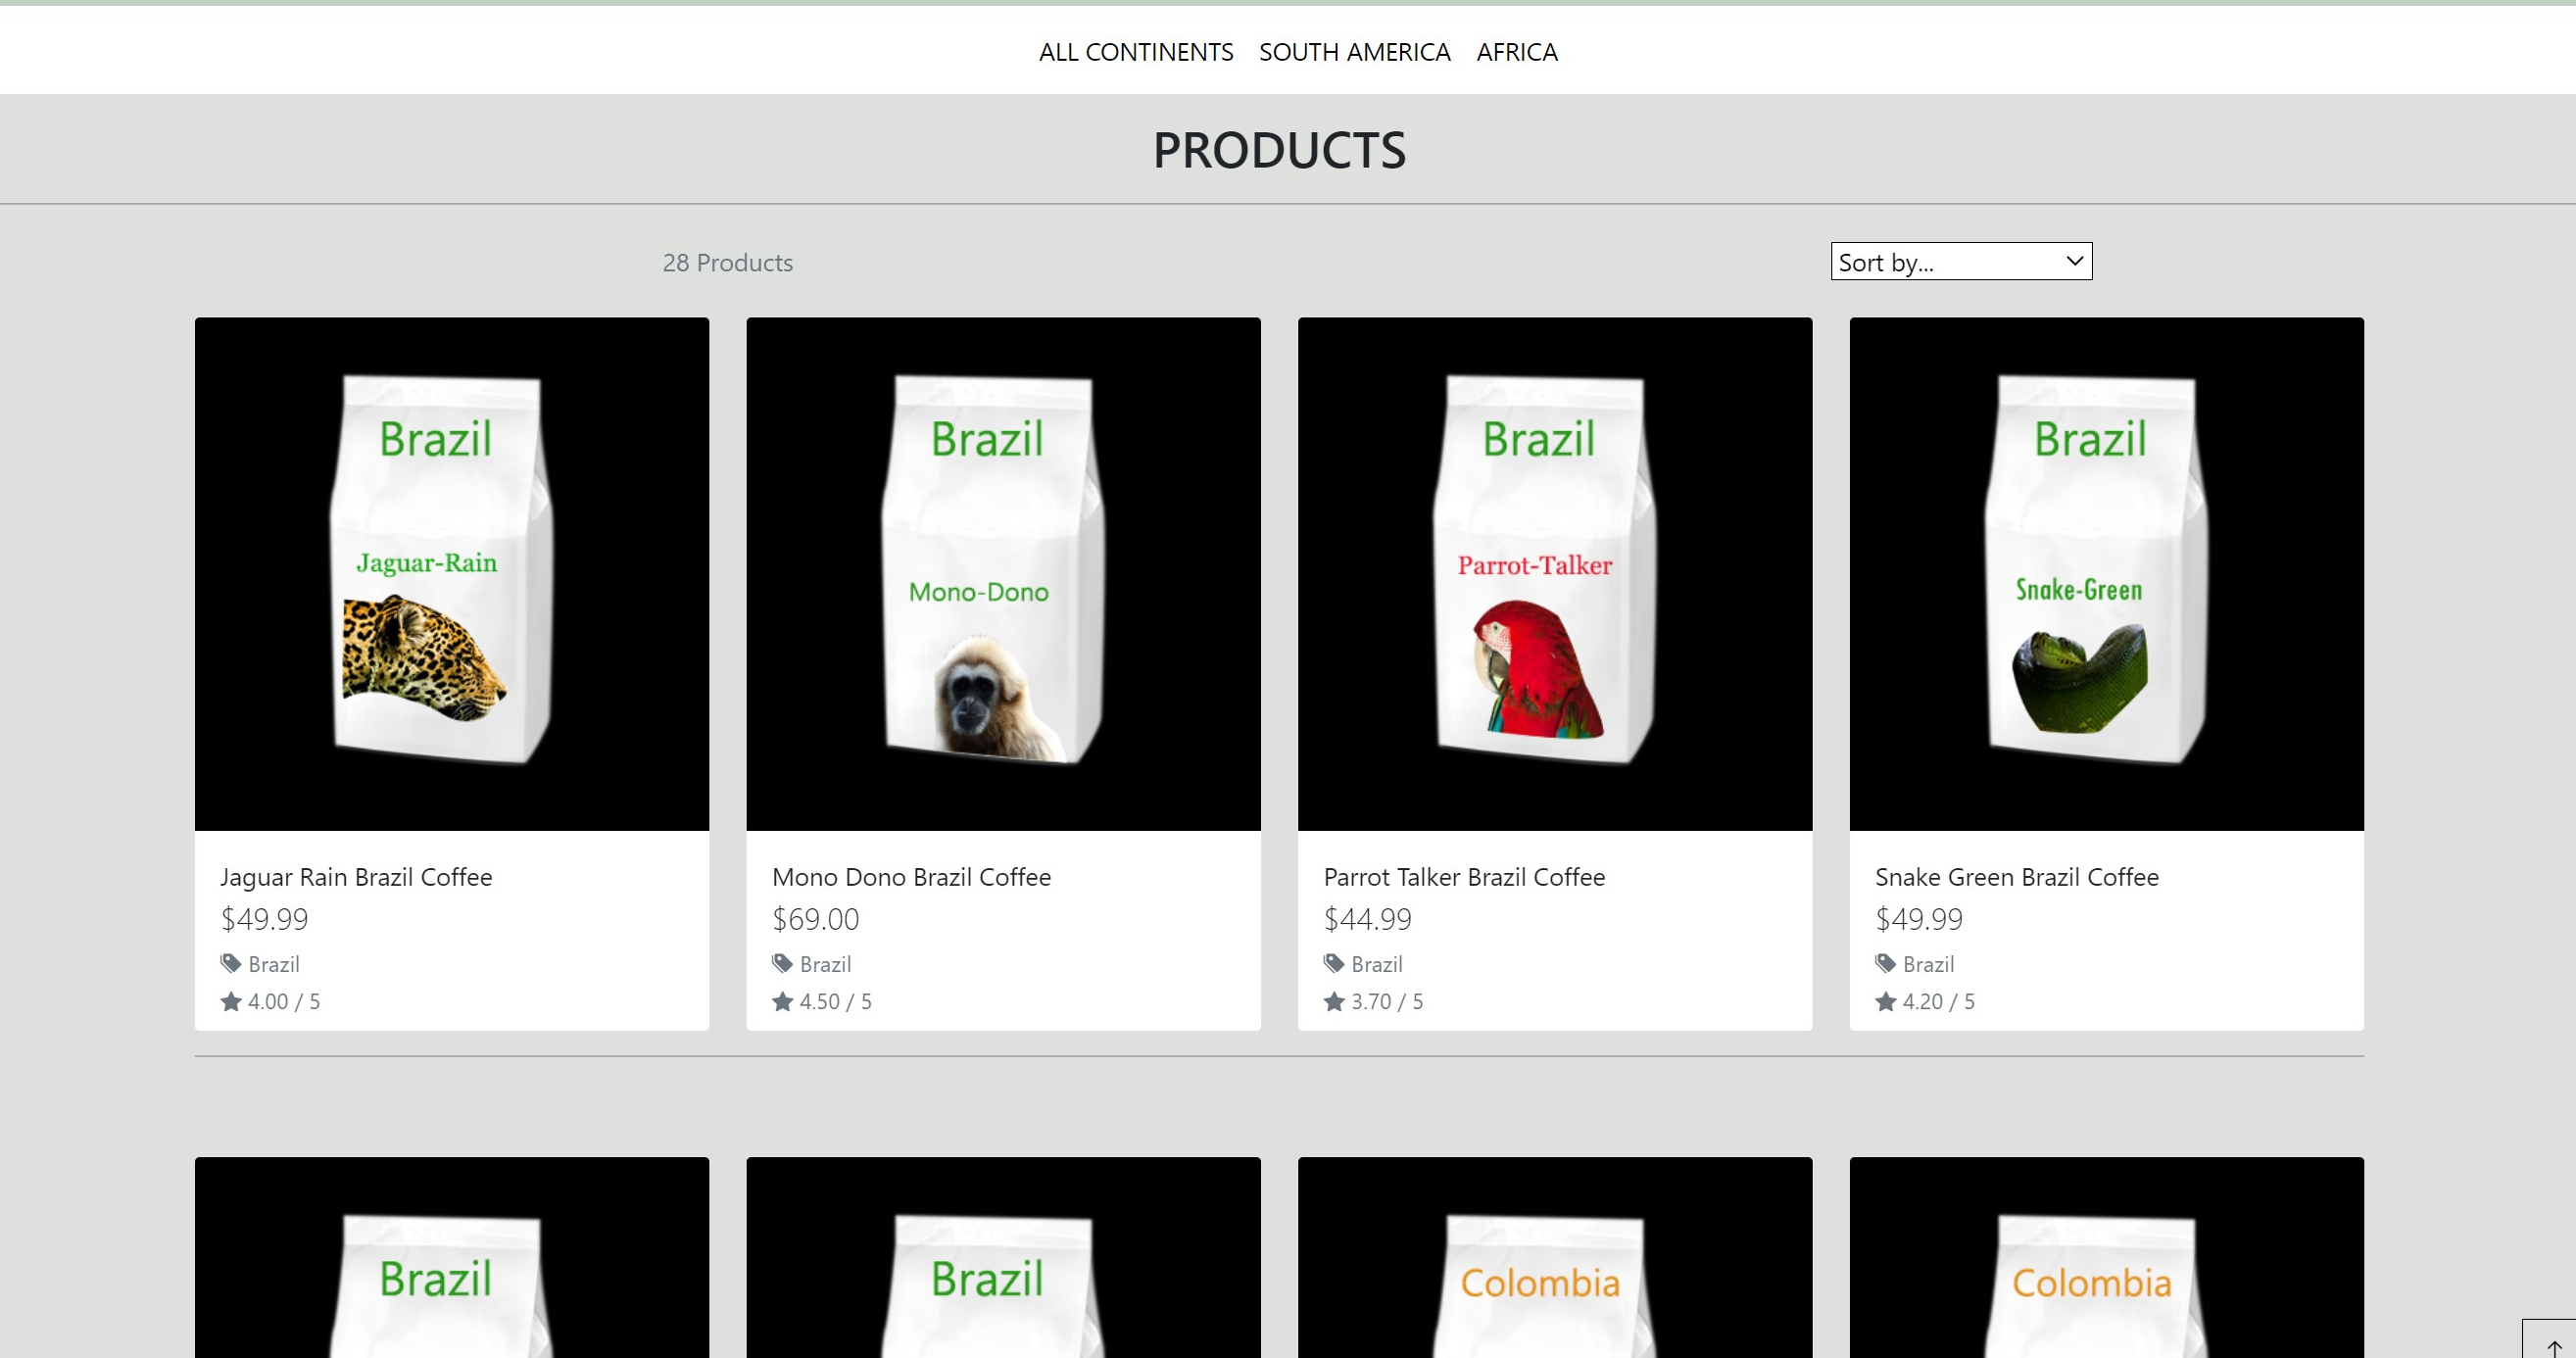 ALL CONTINENTS SOUTH AMERICA AFRICA
PRODUCTS
28 Products
Sort by...
Brazil
Jaguar-Rain
Brazil
Mono-Dono
Brazil
Parrot-Talker
Brazil
Snake-Green
Jaguar Rain Brazil Coffee
$49.99
Brazil
4.00 / 5
Mono Dono Brazil Coffee
$69.00
Brazil
4.50 / 5
Parrot Talker Brazil Coffee
$44.99
Brazil
3.70 / 5
Snake Green Brazil Coffee
$49.99
Brazil
4.20 / 5
Brazil
Brazil
Colombia
Colombia